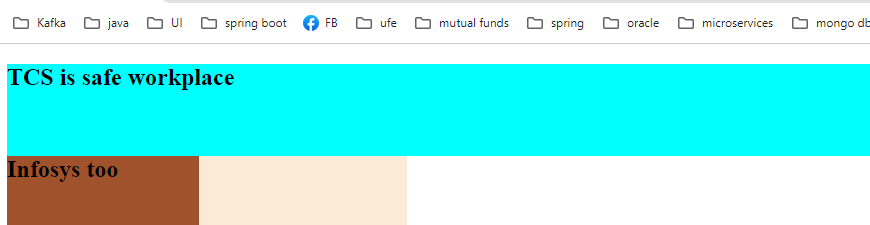 Kafka java UI spring boot FB ufe mutual funds spring oracle microservices mongo db
TCS is safe workplace
Infosys too